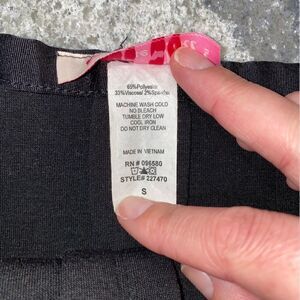 65%Polyester
33%Viscose/ 2%Spandex
MACHINE WASH COLD
NO BLEACH
TUMBLE DRY LOW
COOL IRON
DO NOT DRY CLEAN
MADE IN VIETNAM
RN # 096580
STYLE# 227470
S